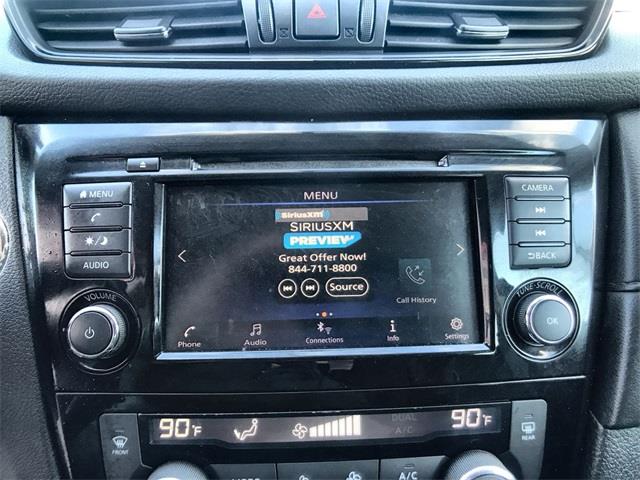 MENU
MENU
CAMERA
SiriusXM
SIRIUSXM
PREVIEW
Great Offer Now!
844-711-8800
Source
Call History
AUDIO
BACK
VOLUME
TUNE·SCROLL
OK
Phone
Audio
Connections
Info
Settings
90°F
DUAL
A/C
90°F
FRONT
REAR
A/C